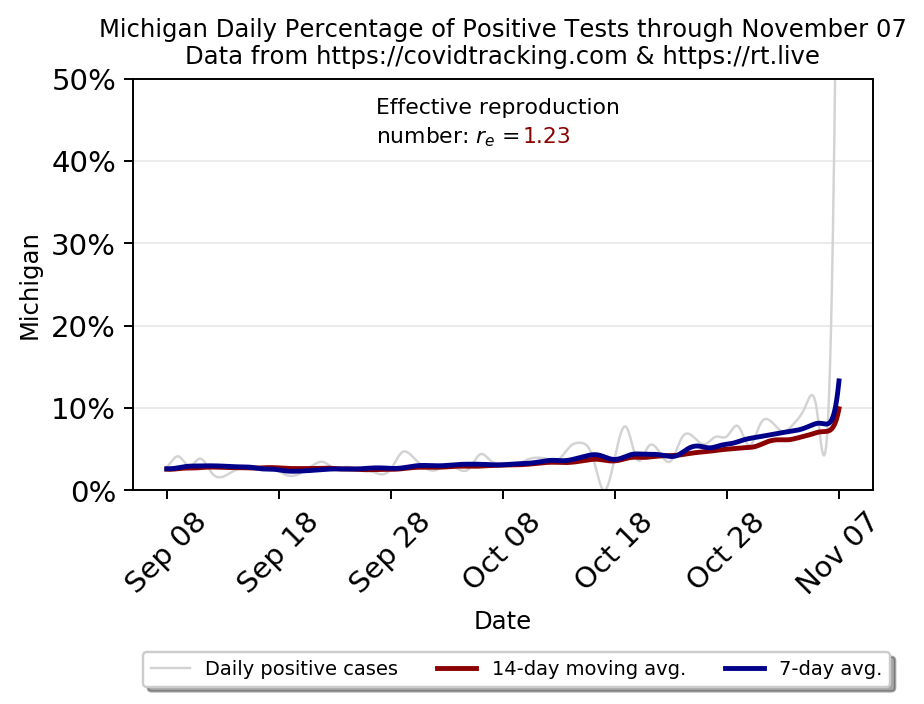 Michigan Daily Percentage of Positive Tests through November 07
Data from https://covidtracking.com & https://rt.live
50%
40%
30%
20%
10%
0%
Michigan
Effective reproduction
number: rₑ =1.23
Sep 08
Sep 18
Sep 28
Oct 08
Oct 18
Oct 28
Nov 07
Date
Daily positive cases
14-day moving avg.
7-day avg.